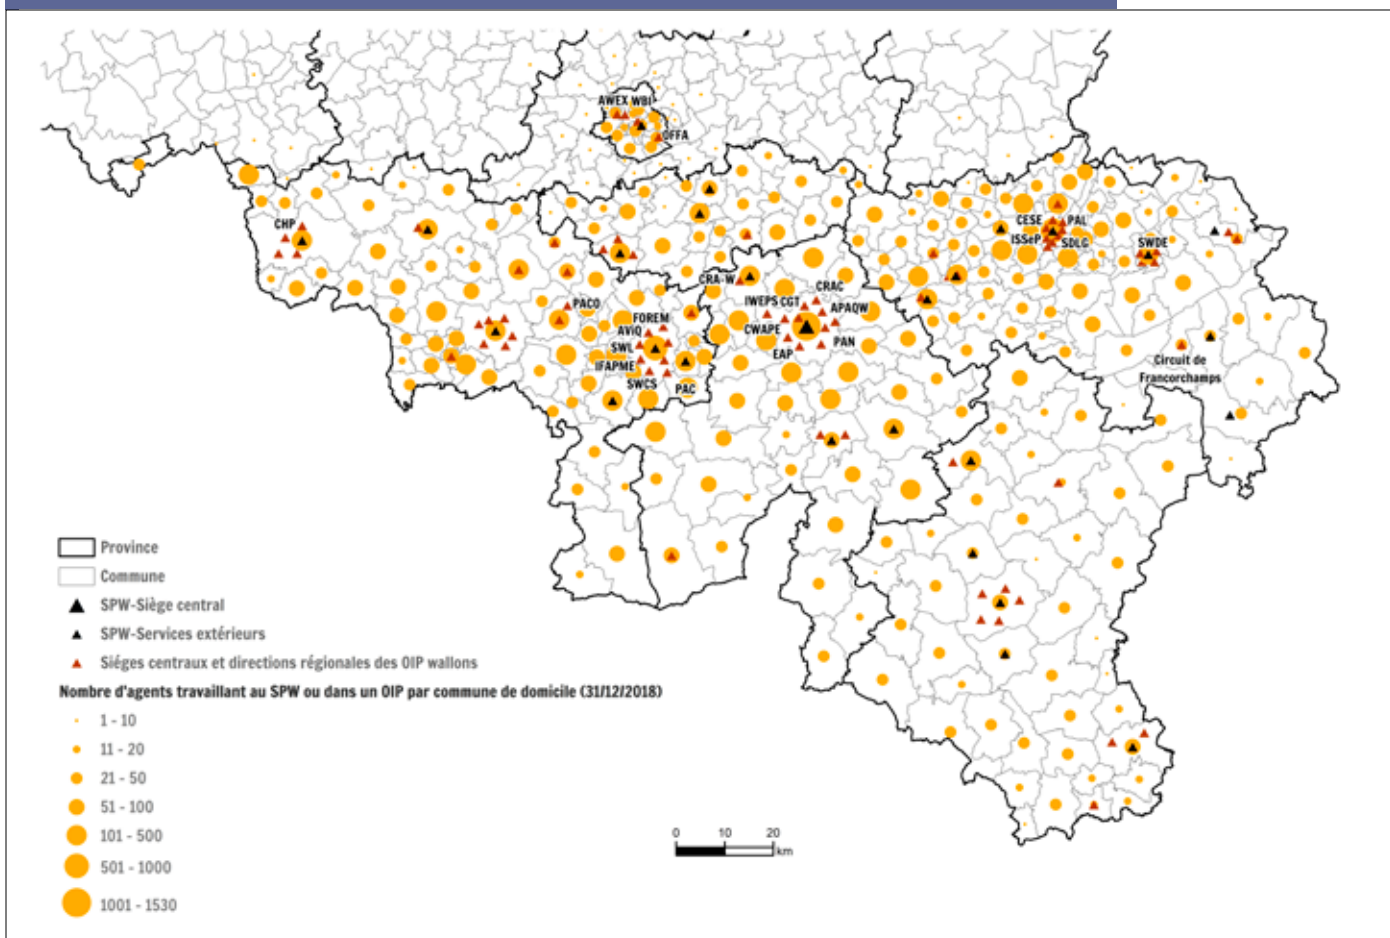 AWEX WBI
OFFA
CHP
CESE
PAL
ISSeP
SDLG
SWDE
CRA-W
CRAC
IWEPS
CGT
APAQW
PACO
FOREM
AViQ
CWAPE
PAN
SWL
EAP
IFAPME
SWCS
PAC
Circuit de
Francorchamps
Province
Commune
SPW-Siège central
SPW-Services extérieurs
Siéges centraux et directions régionales des OIP wallons
Nombre d'agents travaillant au SPW ou dans un OIP par commune de domicile (31/12/2018)
1 - 10
11 - 20
21 - 50
51 - 100
101 - 500
501 - 1000
1001 - 1530
0 10 20
km